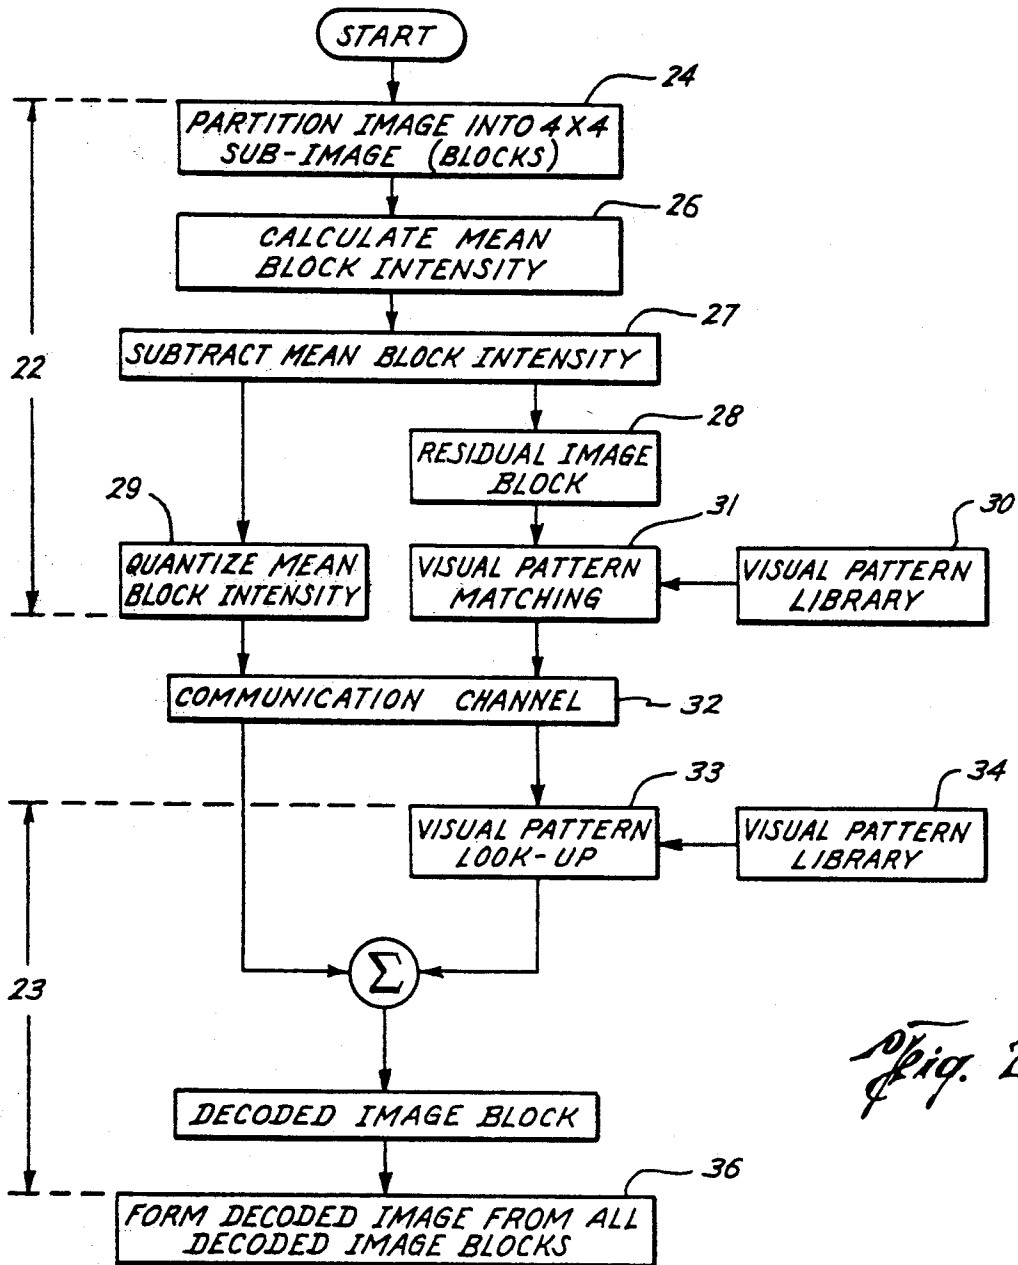 START
24
PARTITION IMAGE INTO 4X4
SUB-IMAGE (BLOCKS)
26
CALCULATE MEAN
BLOCK INTENSITY
27
SUBTRACT MEAN BLOCK INTENSITY
22
28
RESIDUAL IMAGE
BLOCK
29
31
30
QUANTIZE MEAN
BLOCK INTENSITY
VISUAL PATTERN
MATCHING
VISUAL PATTERN
LIBRARY
COMMUNICATION CHANNEL
32
33
34
VISUAL PATTERN
LOOK-UP
VISUAL PATTERN
LIBRARY
Σ
23
Fig. 2
DECODED IMAGE BLOCK
36
FORM DECODED IMAGE FROM ALL
DECODED IMAGE BLOCKS